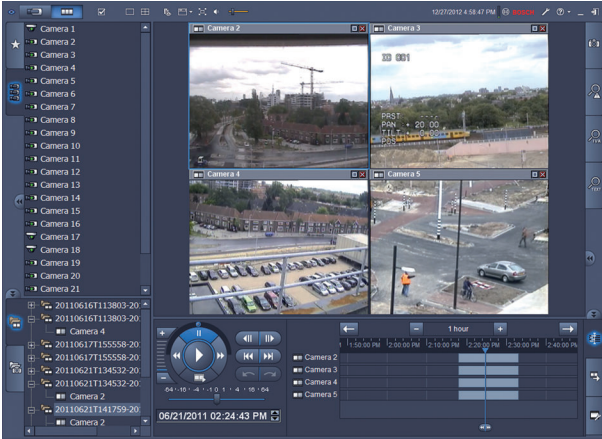 12/27/2012 4:58:47 PM BOSCH
Camera 1
Camera 2
Camera 3
Camera 4
Camera 5
Camera 6
Camera 7
Camera 8
Camera 9
Camera 10
Camera 11
Camera 12
Camera 13
Camera 14
Camera 15
Camera 16
Camera 17
Camera 18
Camera 19
Camera 20
Camera 21
Camera 2
Camera 3
ID 001
PAN + 20 00
TILT
Camera 4
Camera 5
20110616T113803-20
20110616T113803-20
Camera 4
20110617T155558-20
20110617T155558-20
20110621T134532-20
20110621T134532-20
Camera 2
20110621T141759-20
Camera 2
-64 -16 -4 -1 0 1 4 16 64
06/21/2011 02:24:43 PM
1 hour
1:50:00 PM 2:00:00 PM 2:10:00 PM 2:20:00 PM 2:30:00 PM 2:40:00 PM
Camera 2
Camera 3
Camera 4
Camera 5